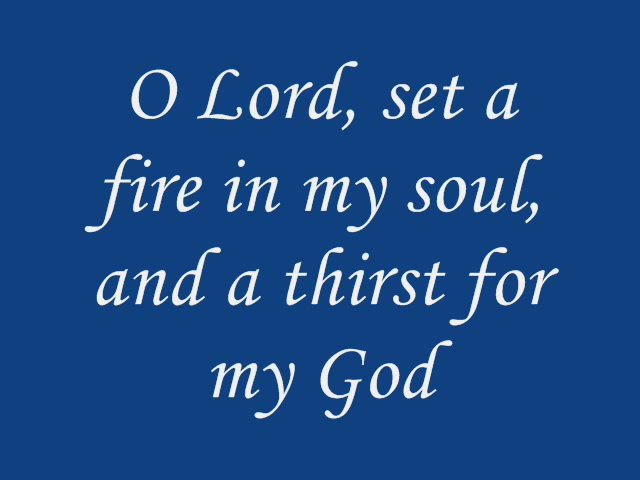 O Lord, set a
fire in my soul,
and a thirst for
my God